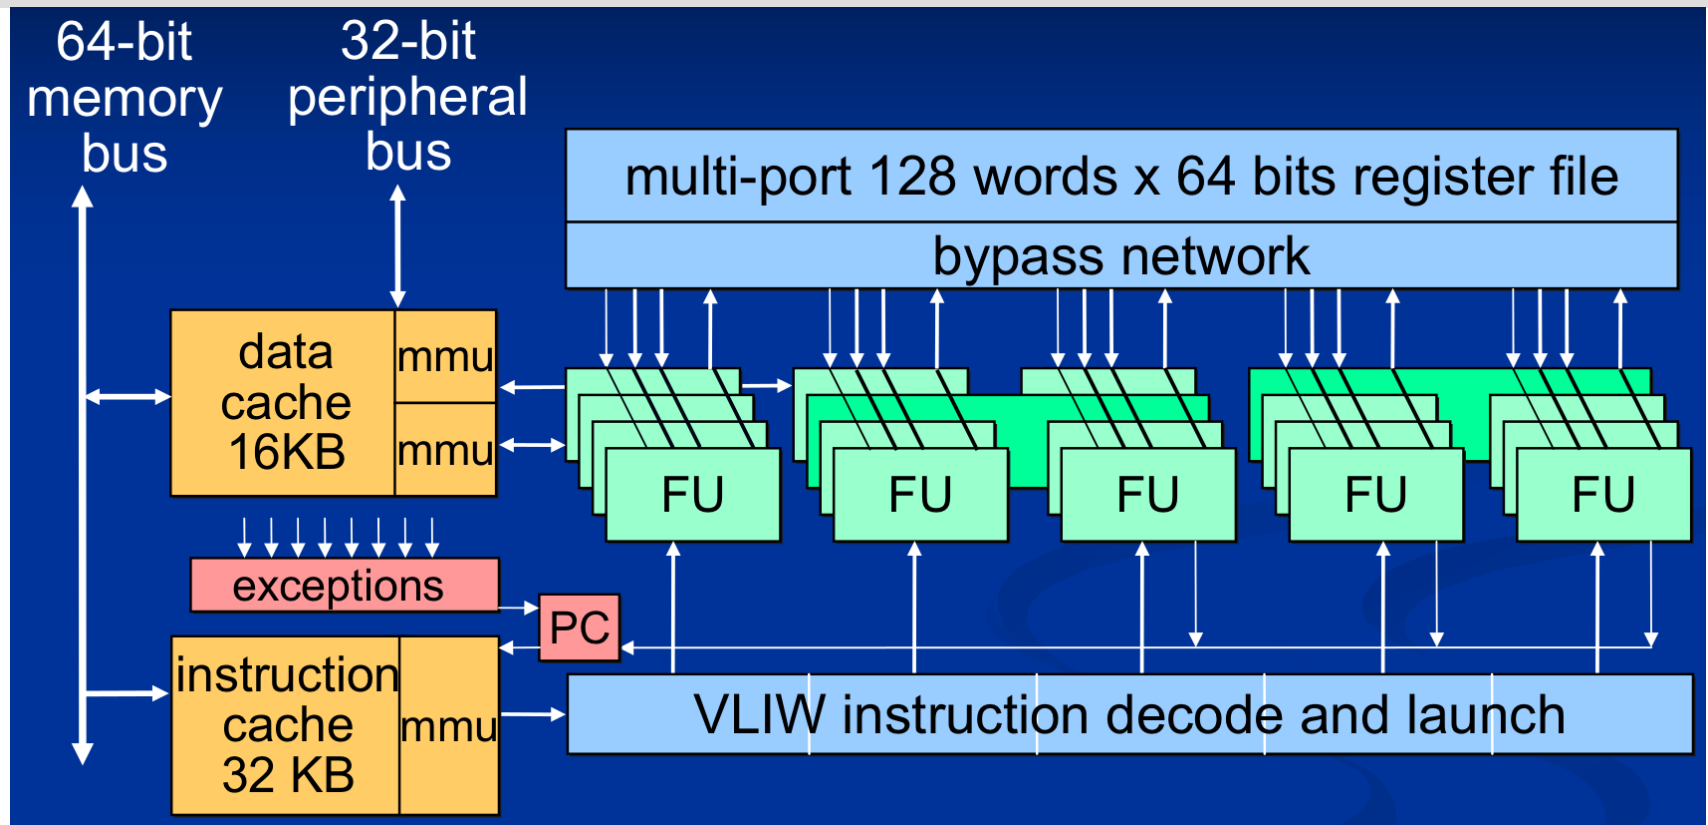 64-bit
memory
bus
32-bit
peripheral
bus
multi-port 128 words x 64 bits register file
bypass network
data
cache
16KB
mmu
mmu
FU
FU
FU
FU
FU
exceptions
PC
instruction
cache
32 KB
mmu
VLIW instruction decode and launch